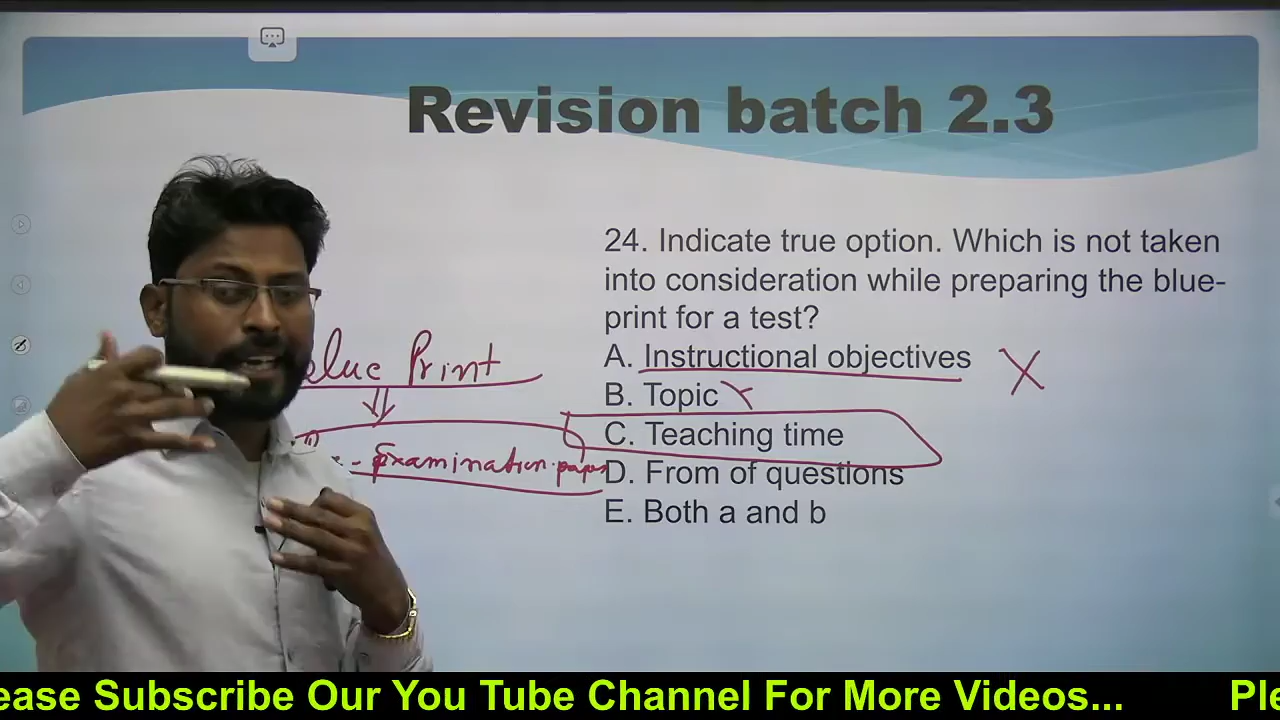 Revision batch 2.3
24. Indicate true option. Which is not taken
into consideration while preparing the blue-
print for a test?
A. Instructional objectives
B. Topic
C. Teaching time
D. From of questions
E. Both a and b
Print
Examination paper
ease Subscribe Our You Tube Channel For More Videos... Ple